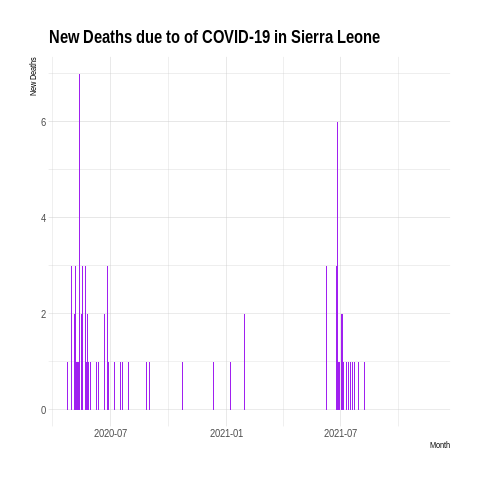 New Deaths due to of COVID-19 in Sierra Leone
New Deaths
6
4
2
0
2020-07
2021-01
2021-07
Month